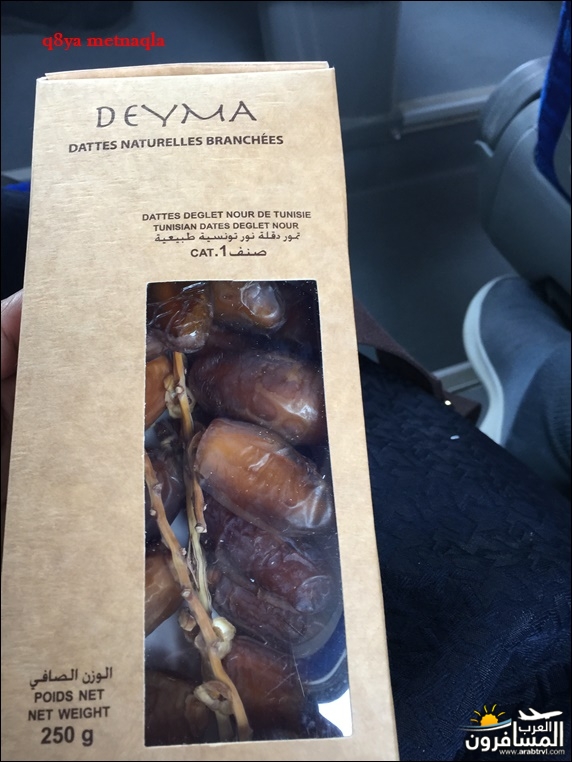 q8ya metnaqla
DEYMA
DATTES NATURELLES BRANCHÉES
DATTES DEGLET NOUR DE TUNISIE
TUNISIAN DATES DEGLET NOUR
تمور دقلة نور تونسية طبيعية
CAT.1 صنف
الوزن الصافي
POIDS NET
NET WEIGHT
250 g
العرب
المسافرون
www.arabtrvl.com